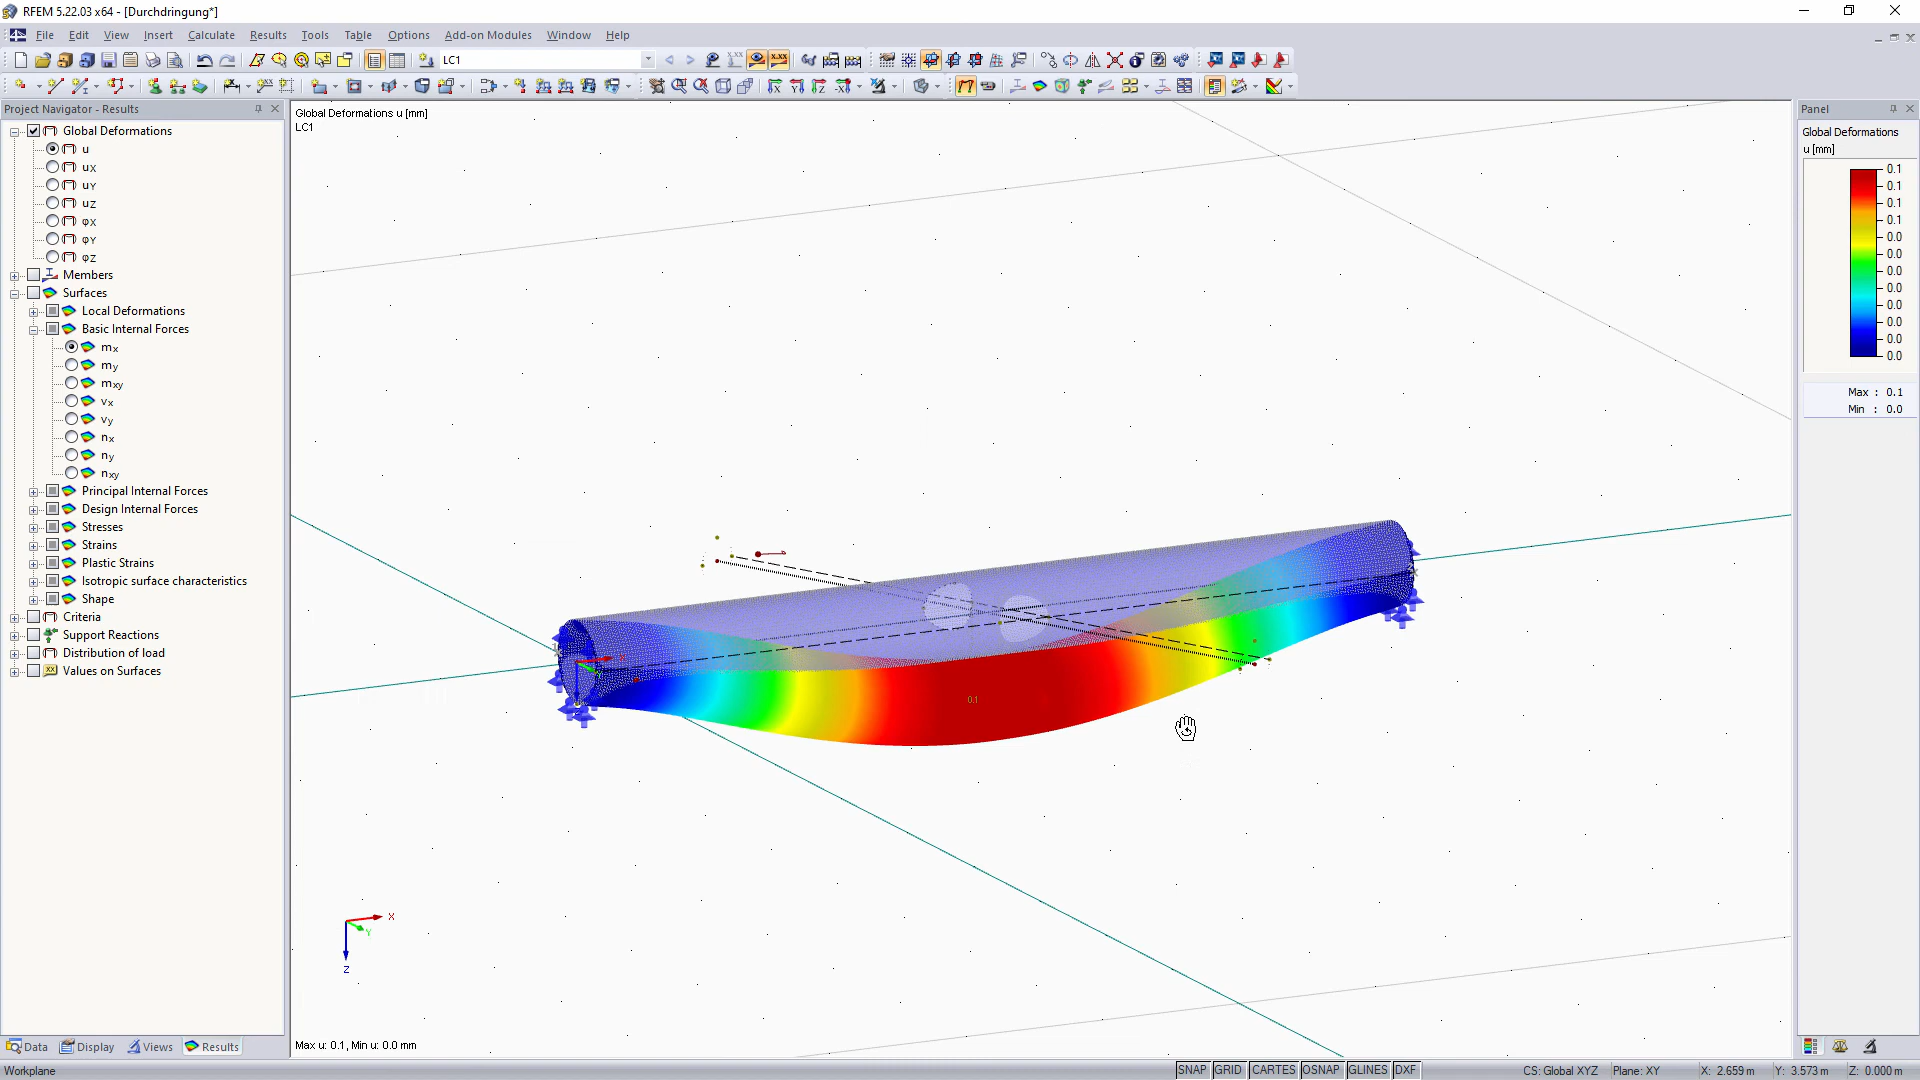 RFEM 5.22.03 x64 - [Durchdringung*]
File Edit View Insert Calculate Results Tools Table Options Add-on Modules Window Help
LC1
Project Navigator - Results
Global Deformations
u
uX
uY
uZ
φX
φY
φZ
Members
Surfaces
Local Deformations
Basic Internal Forces
mx
my
mxy
vx
vy
nx
ny
nxy
Principal Internal Forces
Design Internal Forces
Stresses
Strains
Plastic Strains
Isotropic surface characteristics
Shape
Criteria
Support Reactions
Distribution of load
Values on Surfaces
Data Display Views Results
Global Deformations u [mm]
LC1
0.1
X
Y
Z
Max u: 0.1, Min u: 0.0 mm
Panel
Global Deformations
u [mm]
0.1
0.1
0.1
0.1
0.0
0.0
0.0
0.0
0.0
0.0
0.0
0.0
Max : 0.1
Min : 0.0
Workplane
SNAP GRID CARTES OSNAP GLINES DXF CS: Global XYZ Plane: XY X: 2.659 m Y: 3.573 m Z: 0.000 m